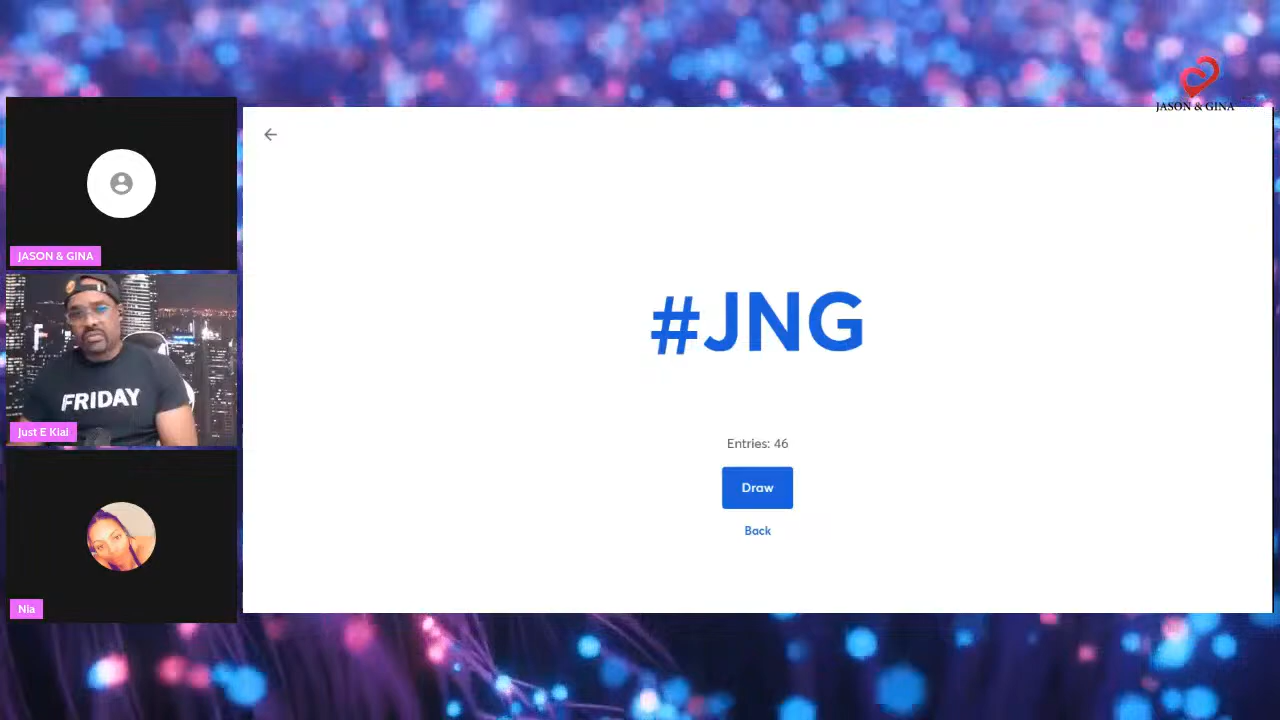 JASON & GINA
JASON & GINA
#JNG
FRIDAY
Just E Kiai
Entries: 46
Draw
Back
Nia